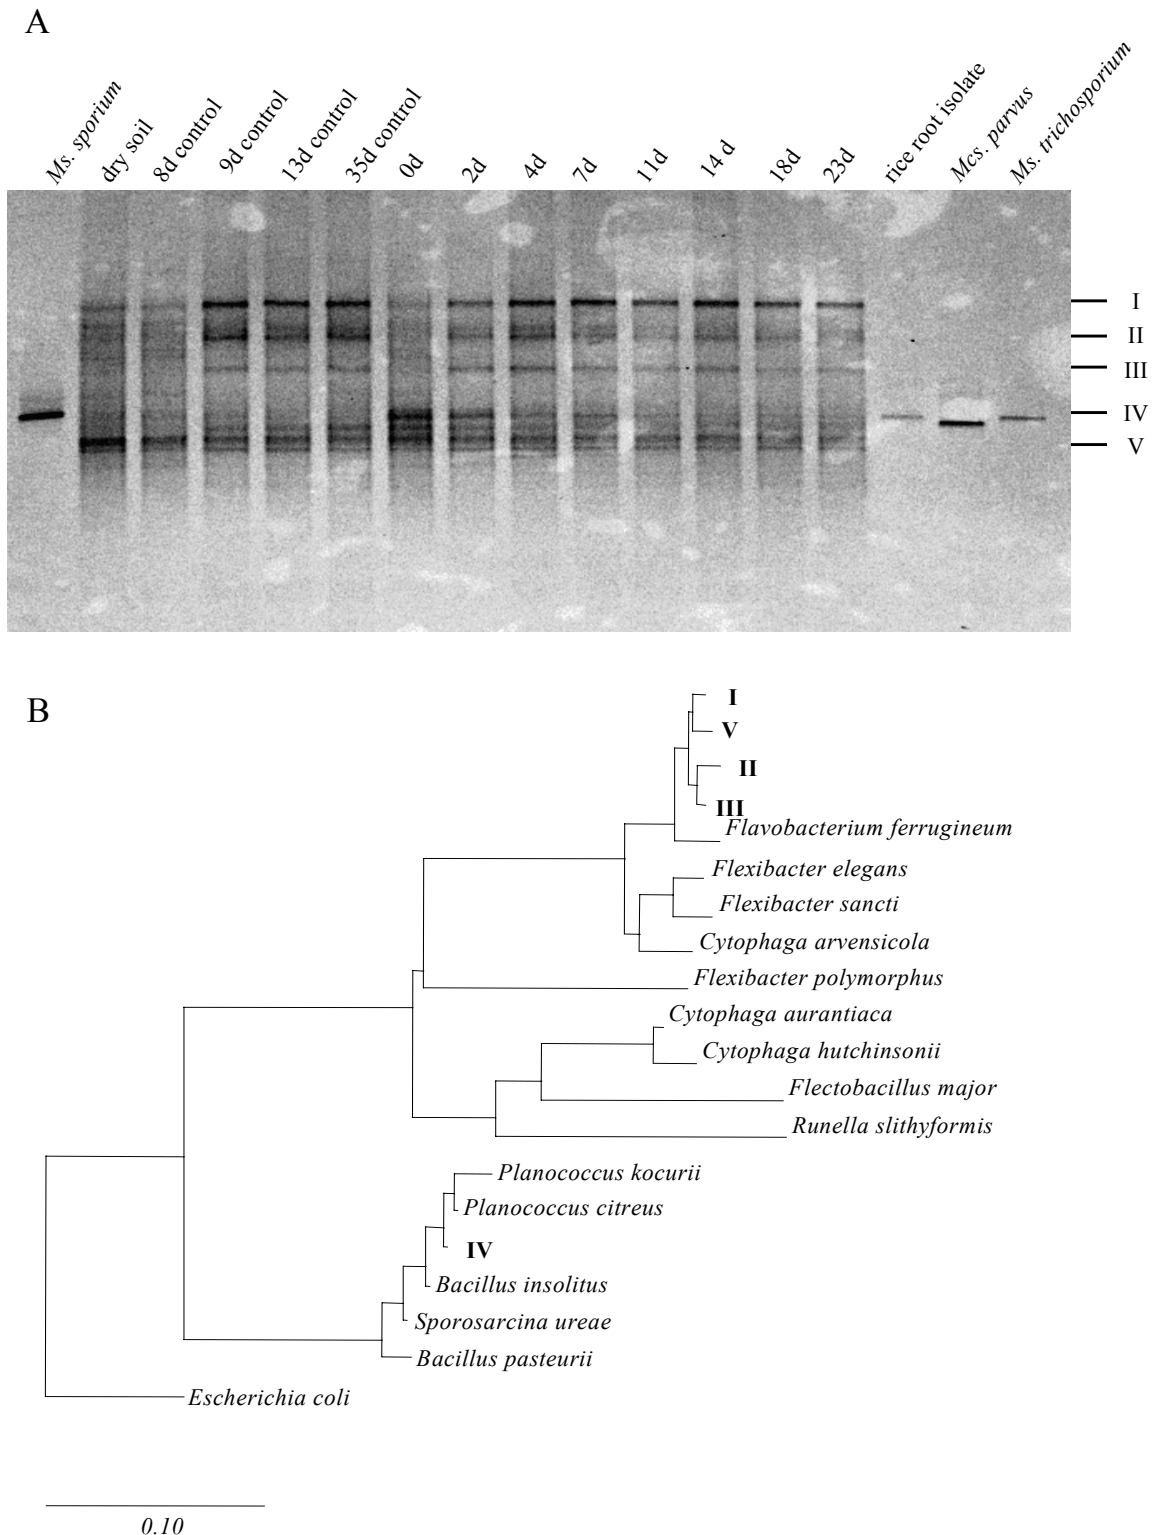 A
Ms. sporium
dry soil
8d control
9d control
13d control
35d control
0d
2d
4d
7d
11d
14 d
18d
23d
rice root isolate
Mcs. parvus
Ms. trichosporium
I
II
III
IV
V
B
I
V
II
III
Flavobacterium ferrugineum
Flexibacter elegans
Flexibacter sancti
Cytophaga arvensicola
Flexibacter polymorphus
Cytophaga aurantiaca
Cytophaga hutchinsonii
Flectobacillus major
Runella slithyformis
Planococcus kocurii
Planococcus citreus
IV
Bacillus insolitus
Sporosarcina ureae
Bacillus pasteurii
Escherichia coli
0.10